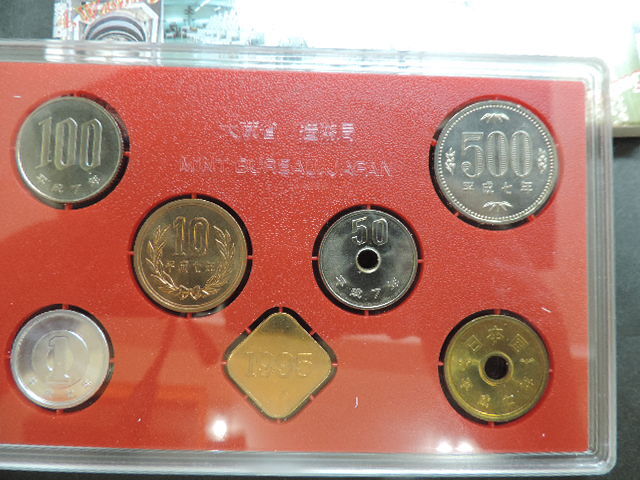 大蔵省 造幣局
MINT BUREAU, JAPAN
100
平成7年
500
平成七年
10
平成七年
50
平成7年
1
1995
日本国
平成七年